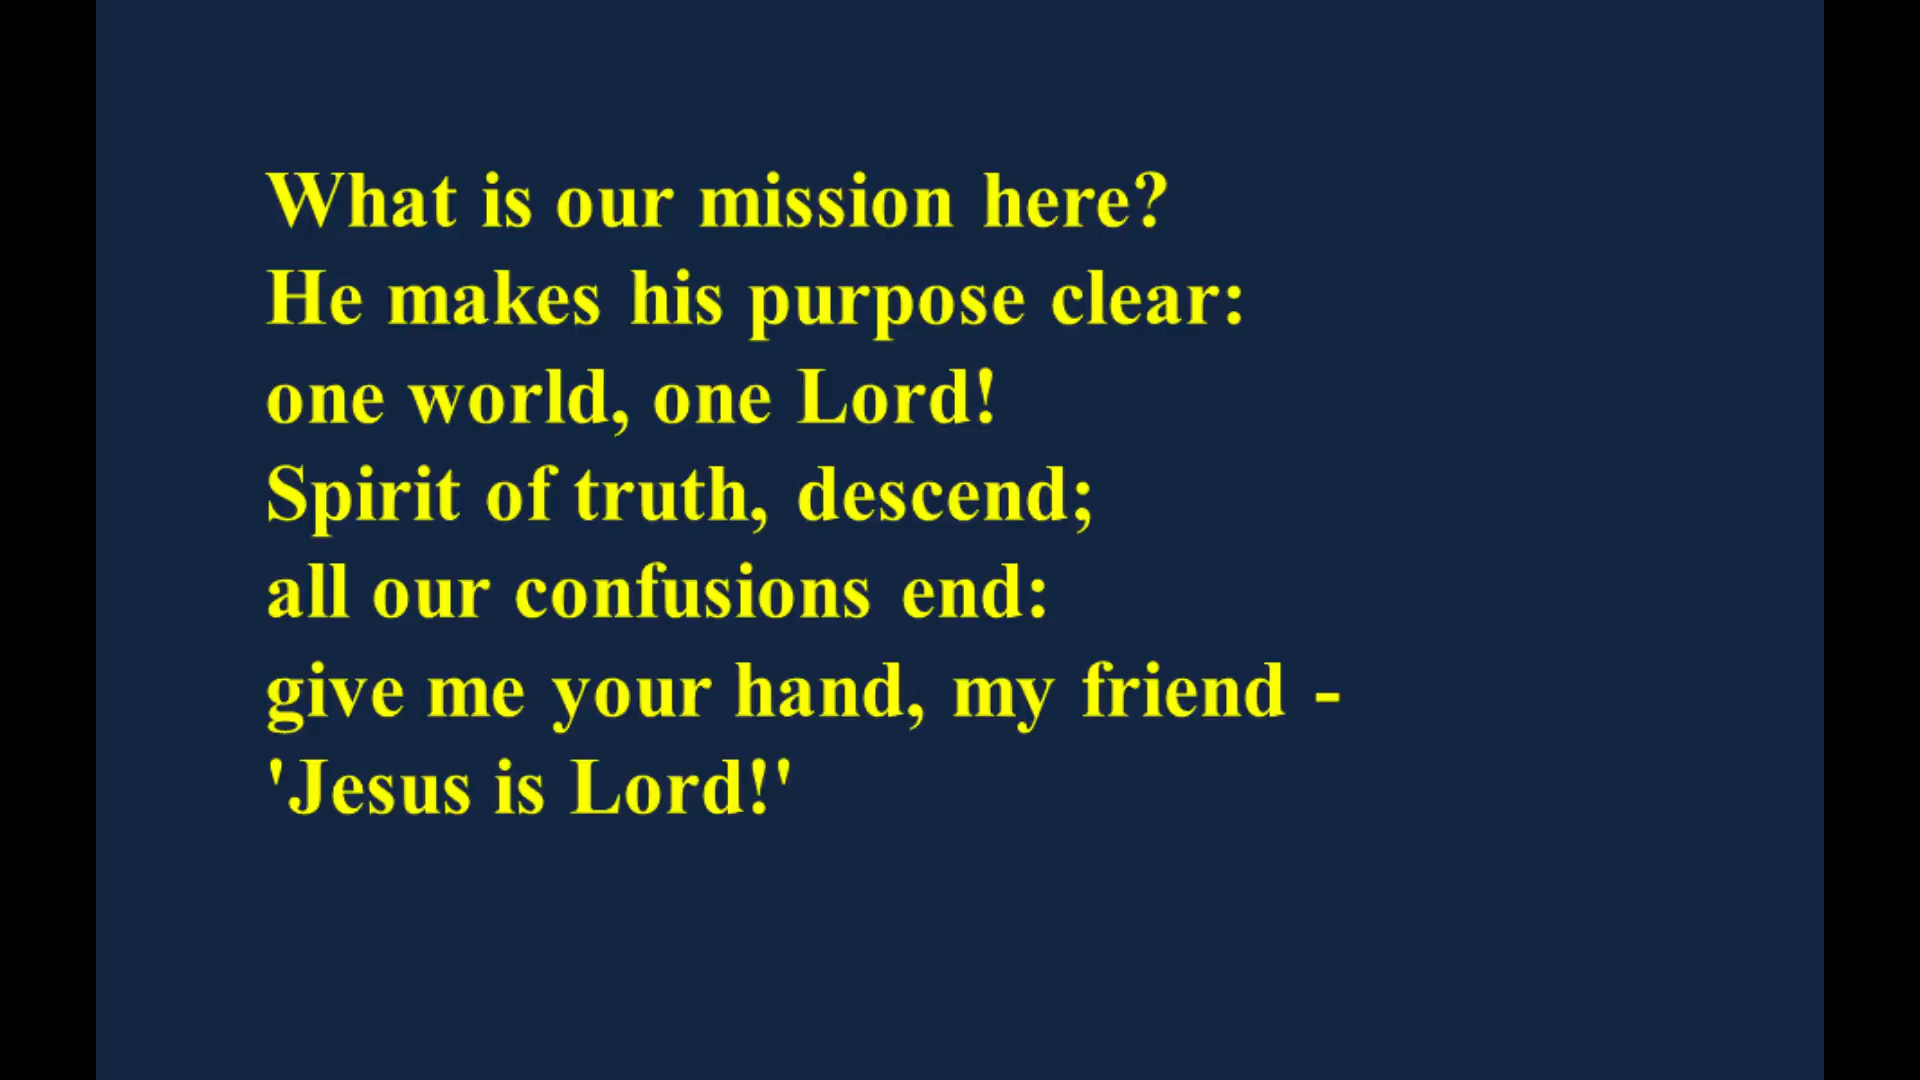 What is our mission here?
He makes his purpose clear:
one world, one Lord!
Spirit of truth, descend;
all our confusions end:
give me your hand, my friend -
'Jesus is Lord!'